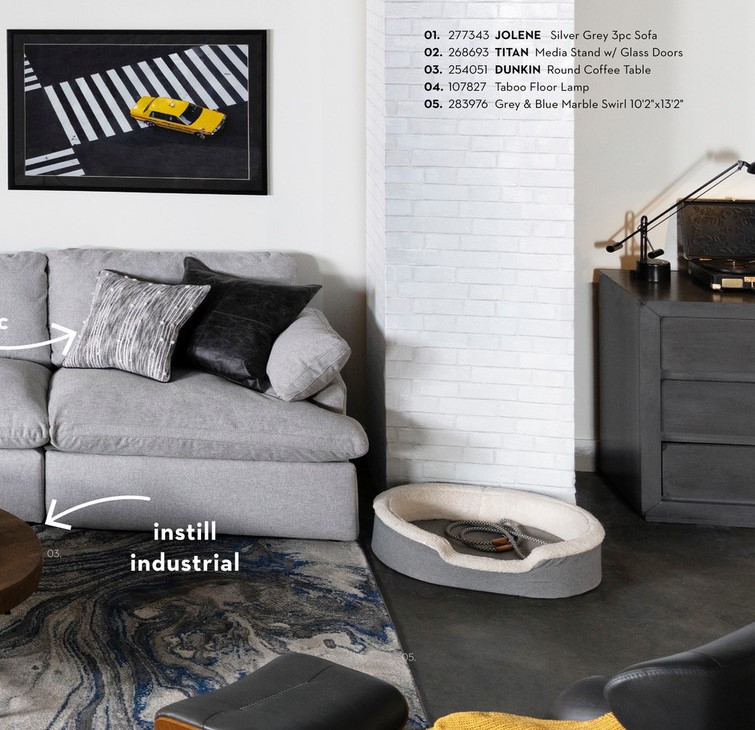 01. 277343 JOLENE Silver Grey 3pc Sofa
02. 268693 TITAN Media Stand w/ Glass Doors
03. 254051 DUNKIN Round Coffee Table
04. 107827 Taboo Floor Lamp
05. 283976 Grey & Blue Marble Swirl 10'2"x13'2"
c
instill
industrial
03.
05.